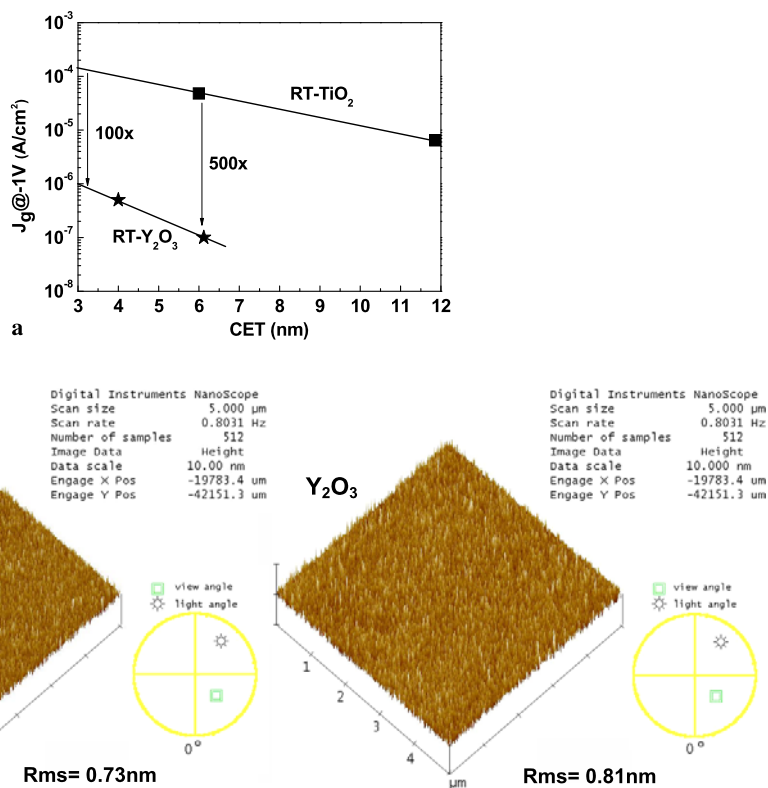 10⁻³
10⁻⁴
10⁻⁵
10⁻⁶
10⁻⁷
10⁻⁸
J_g@-1V (A/cm²)
RT-TiO₂
100x
500x
RT-Y₂O₃
3 4 5 6 7 8 9 10 11 12
CET (nm)
a
Digital Instruments NanoScope
Scan size 5.000 µm
Scan rate 0.8031 Hz
Number of samples 512
Image Data Height
Data scale 10.00 nm
Engage X Pos -19783.4 um
Engage Y Pos -42151.3 um
view angle
light angle
0°
Rms= 0.73nm
Y₂O₃
1
2
3
4
µm
Digital Instruments NanoScope
Scan size 5.000 µm
Scan rate 0.8031 Hz
Number of samples 512
Image Data Height
Data scale 10.000 nm
Engage X Pos -19783.4 um
Engage Y Pos -42151.3 um
view angle
light angle
0°
Rms= 0.81nm